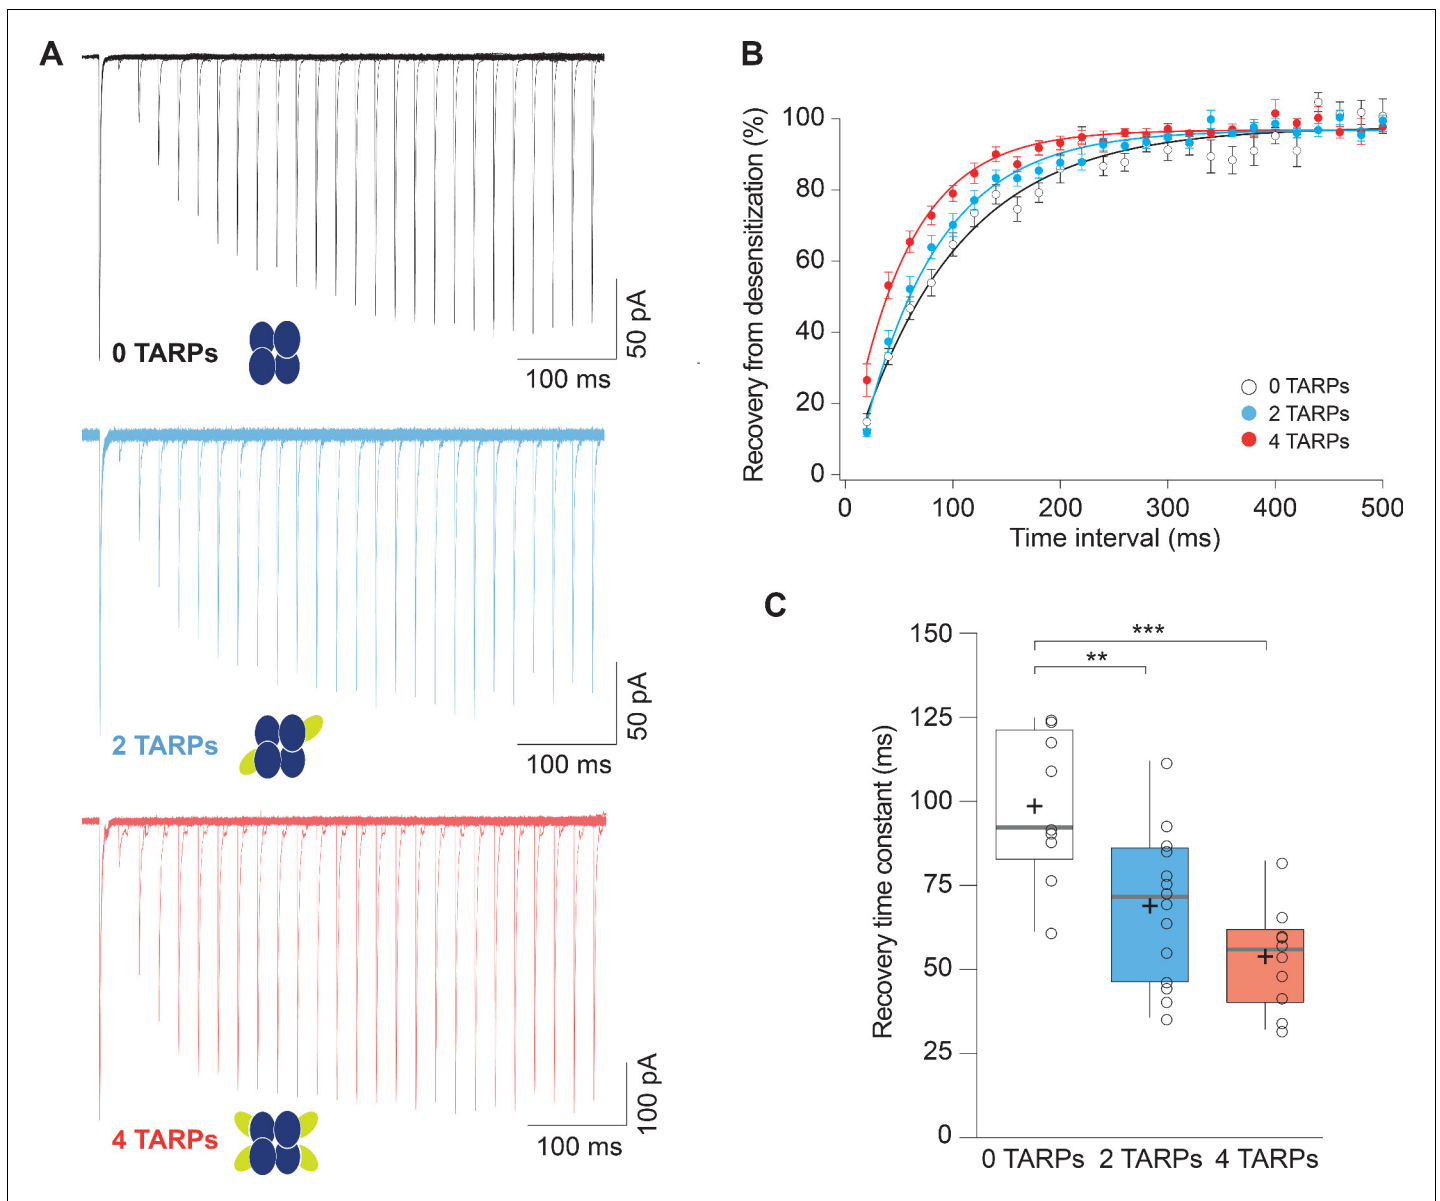 A
0 TARPs
50 pA
100 ms
2 TARPs
50 pA
100 ms
4 TARPs
100 pA
100 ms
B
Recovery from desensitization (%)
100
80
60
40
20
0
0 TARPs
2 TARPs
4 TARPs
0 100 200 300 400 500
Time interval (ms)
C
Recovery time constant (ms)
150
125
100
75
50
25
0
***
**
0 TARPs 2 TARPs 4 TARPs